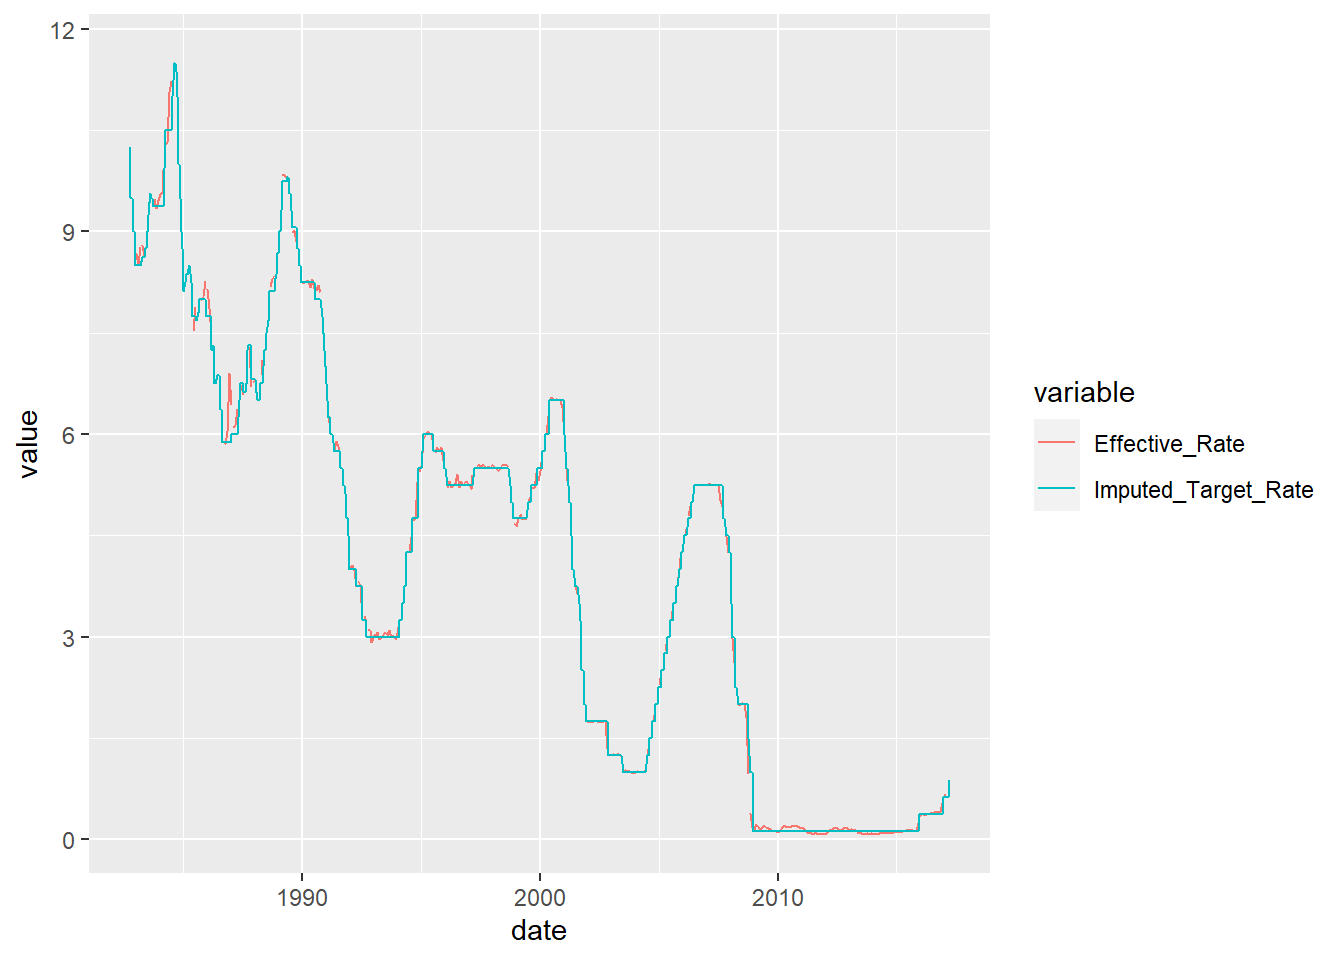 12
9
6
3
0
value
1990
2000
2010
date
variable
Effective_Rate
Imputed_Target_Rate